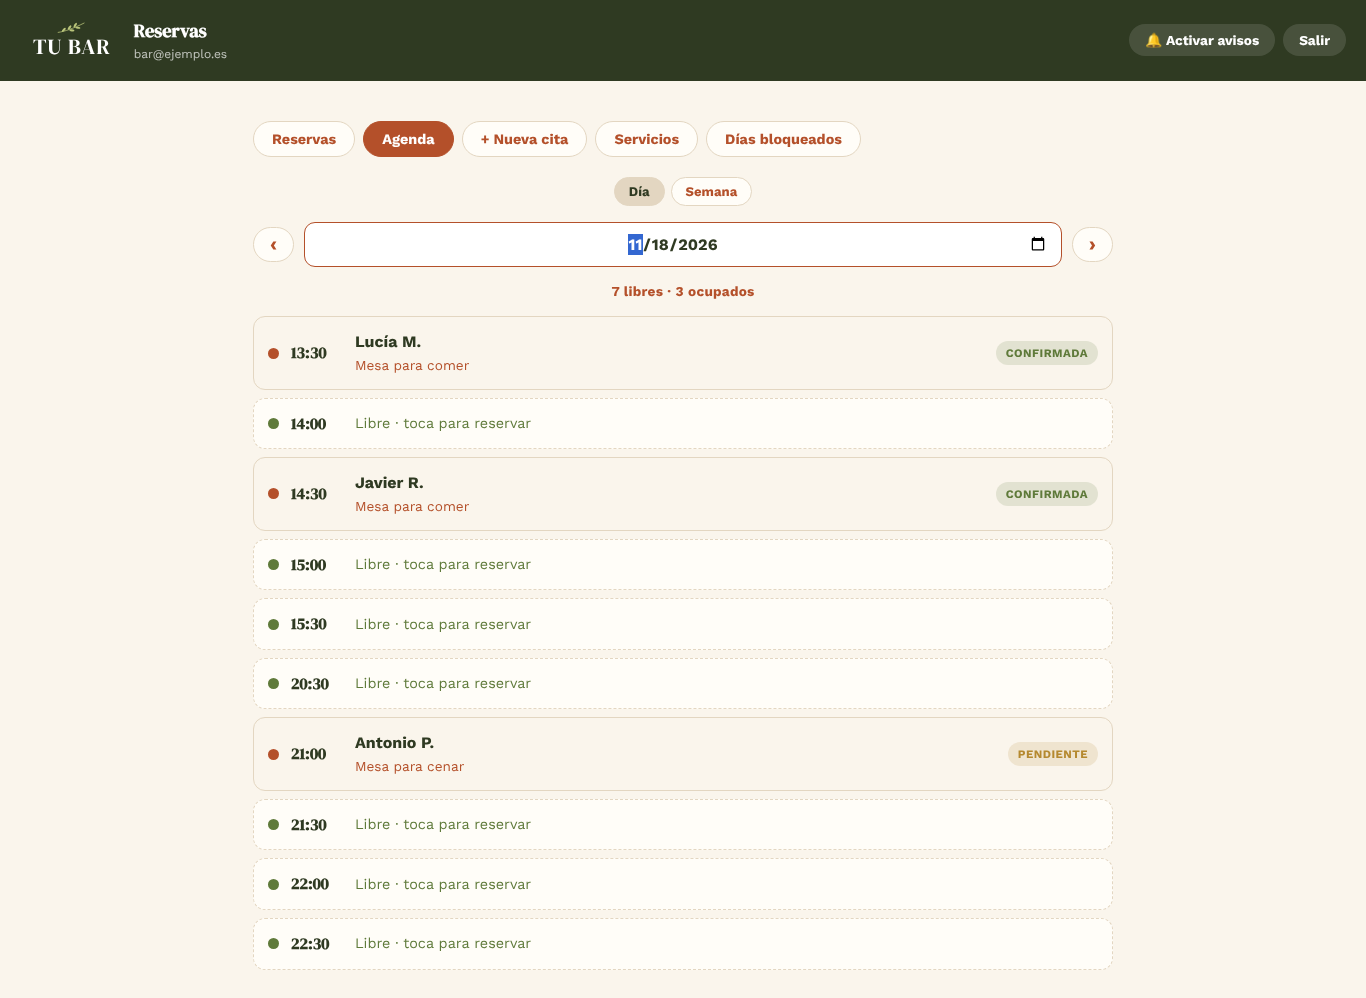 TU BAR
Reservas
bar@ejemplo.es
🔔 Activar avisos
Salir
Reservas
Agenda
+ Nueva cita
Servicios
Días bloqueados
Día
Semana
‹
11/18/2026
›
7 libres · 3 ocupados
13:30
Lucía M.
Mesa para comer
CONFIRMADA
14:00
Libre · toca para reservar
14:30
Javier R.
Mesa para comer
CONFIRMADA
15:00
Libre · toca para reservar
15:30
Libre · toca para reservar
20:30
Libre · toca para reservar
21:00
Antonio P.
Mesa para cenar
PENDIENTE
21:30
Libre · toca para reservar
22:00
Libre · toca para reservar
22:30
Libre · toca para reservar